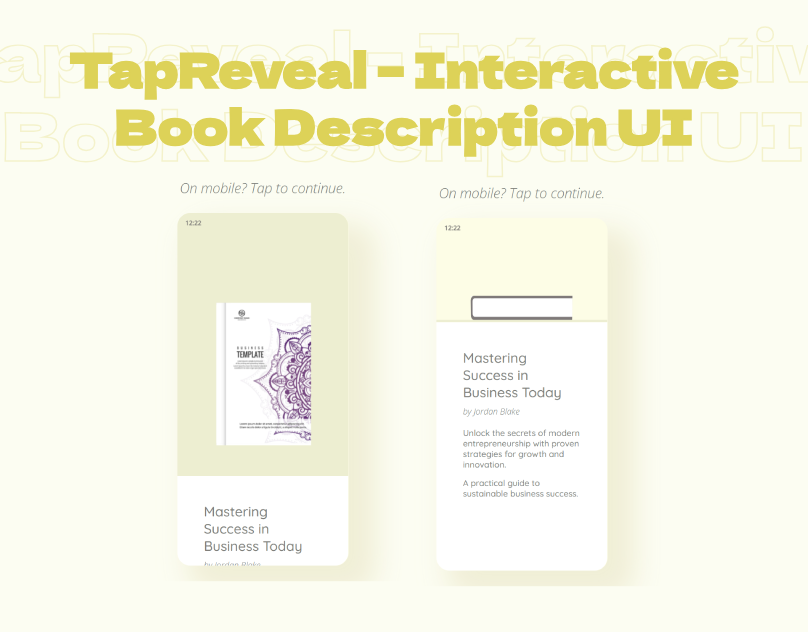 TapReveal – Interactive
Book Description UI
On mobile? Tap to continue.
12:22
BUSINESS
TEMPLATE
Mastering
Success in
Business Today
by Jordan Blake
On mobile? Tap to continue.
12:22
Mastering
Success in
Business Today
by Jordan Blake
Unlock the secrets of modern
entrepreneurship with proven
strategies for growth and
innovation.
A practical guide to
sustainable business success.